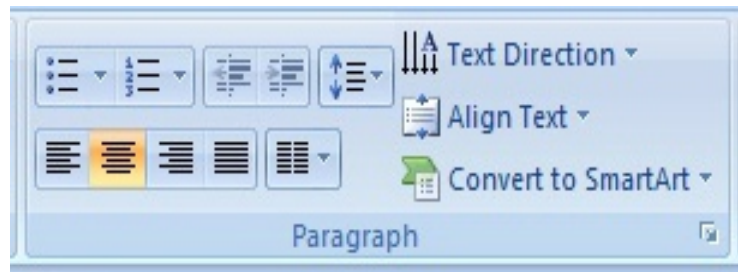 Text Direction
Align Text
Convert to SmartArt
Paragraph